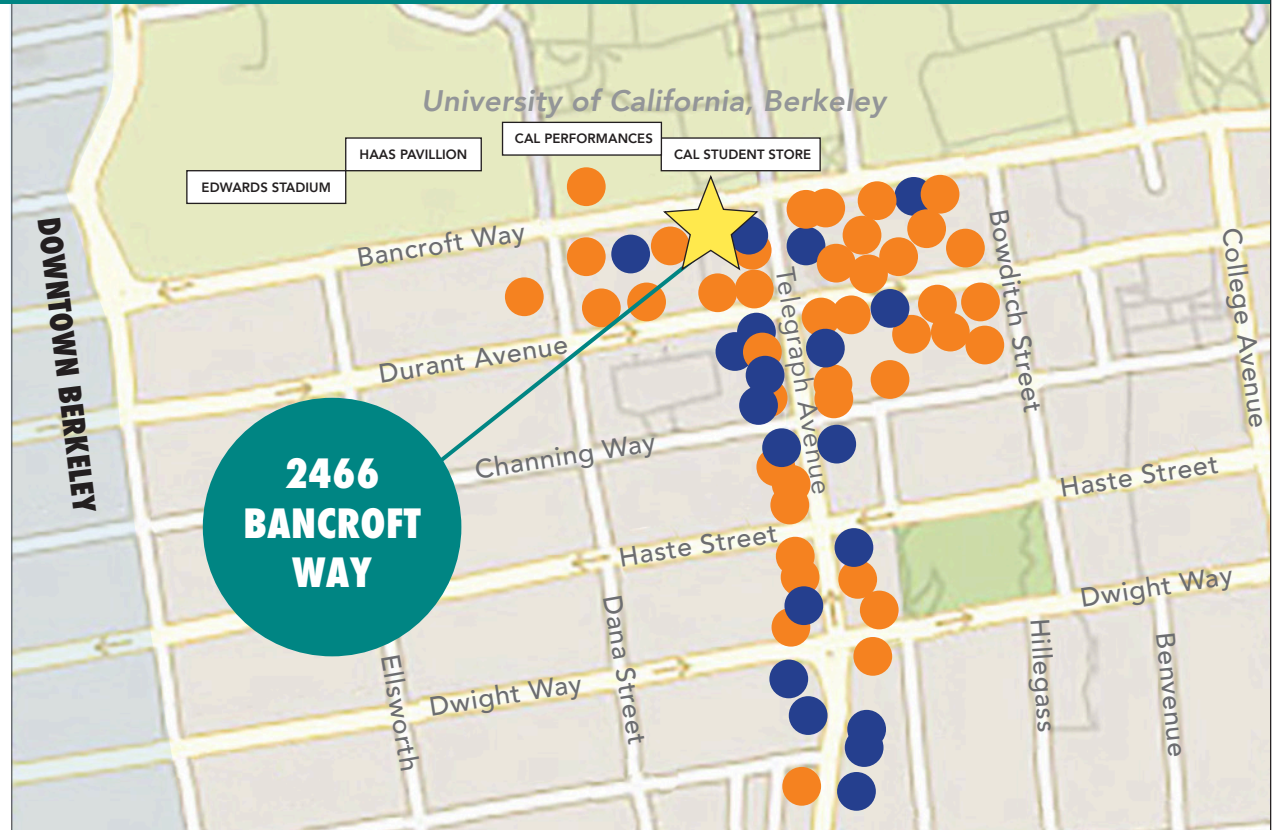 University of California, Berkeley
CAL PERFORMANCES
HAAS PAVILLION
CAL STUDENT STORE
EDWARDS STADIUM
Bancroft Way
DOWNTOWN BERKELEY
Bowditch Street
College Avenue
Telegraph Avenue
Durant Avenue
2466
BANCROFT
WAY
Channing Way
Haste Street
Haste Street
Dwight Way
Dana Street
Ellsworth
Dwight Way
Hillegass
Benvenue